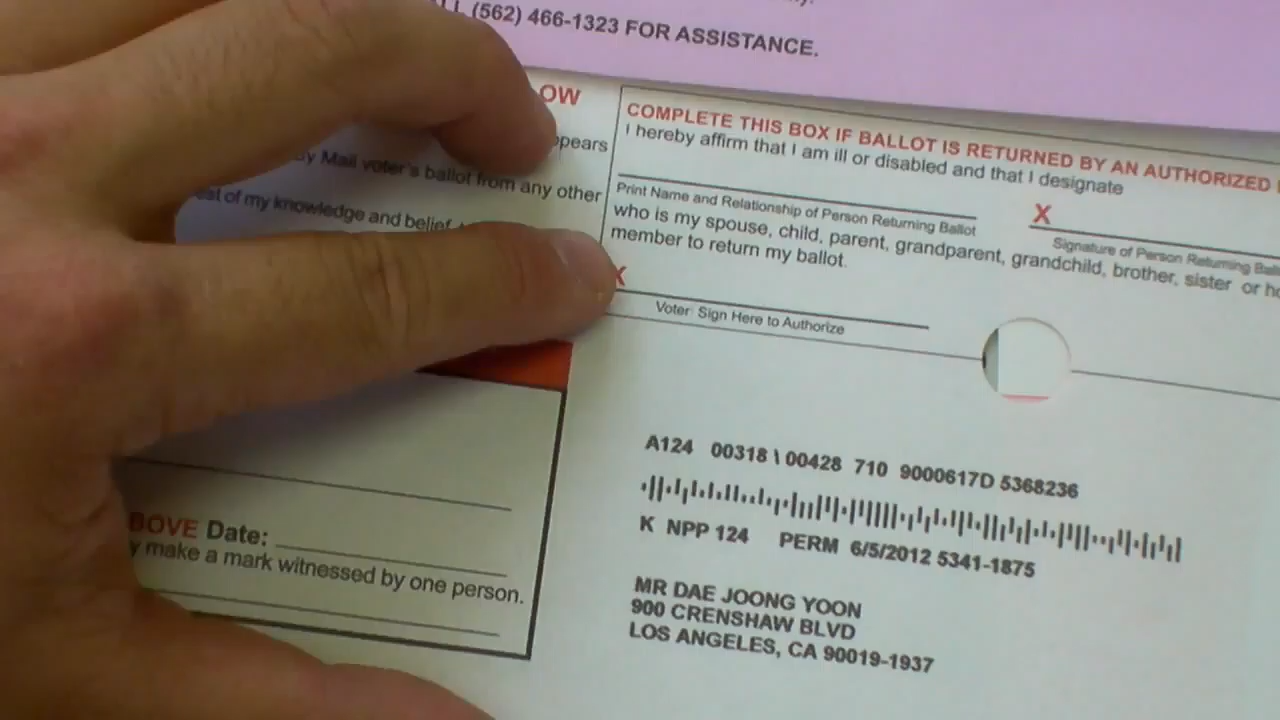 (562) 466-1323 FOR ASSISTANCE.
OW
COMPLETE THIS BOX IF BALLOT IS RETURNED BY AN AUTHORIZED
I hereby affirm that I am ill or disabled and that I designate
Mail voter's ballot from any other
of my knowledge and belief
Print Name and Relationship of Person Returning Ballot
X
Signature of Person Returning
who is my spouse, child, parent, grandparent, grandchild, brother, sister or
member to return my ballot.
X
Voter Sign Here to Authorize
A124 00318 \ 00428 710 9000617D 5368236
K NPP 124 PERM 6/5/2012 5341-1875
MR DAE JOONG YOON
900 CRENSHAW BLVD
LOS ANGELES, CA 90019-1937
Date:
make a mark witnessed by one person.